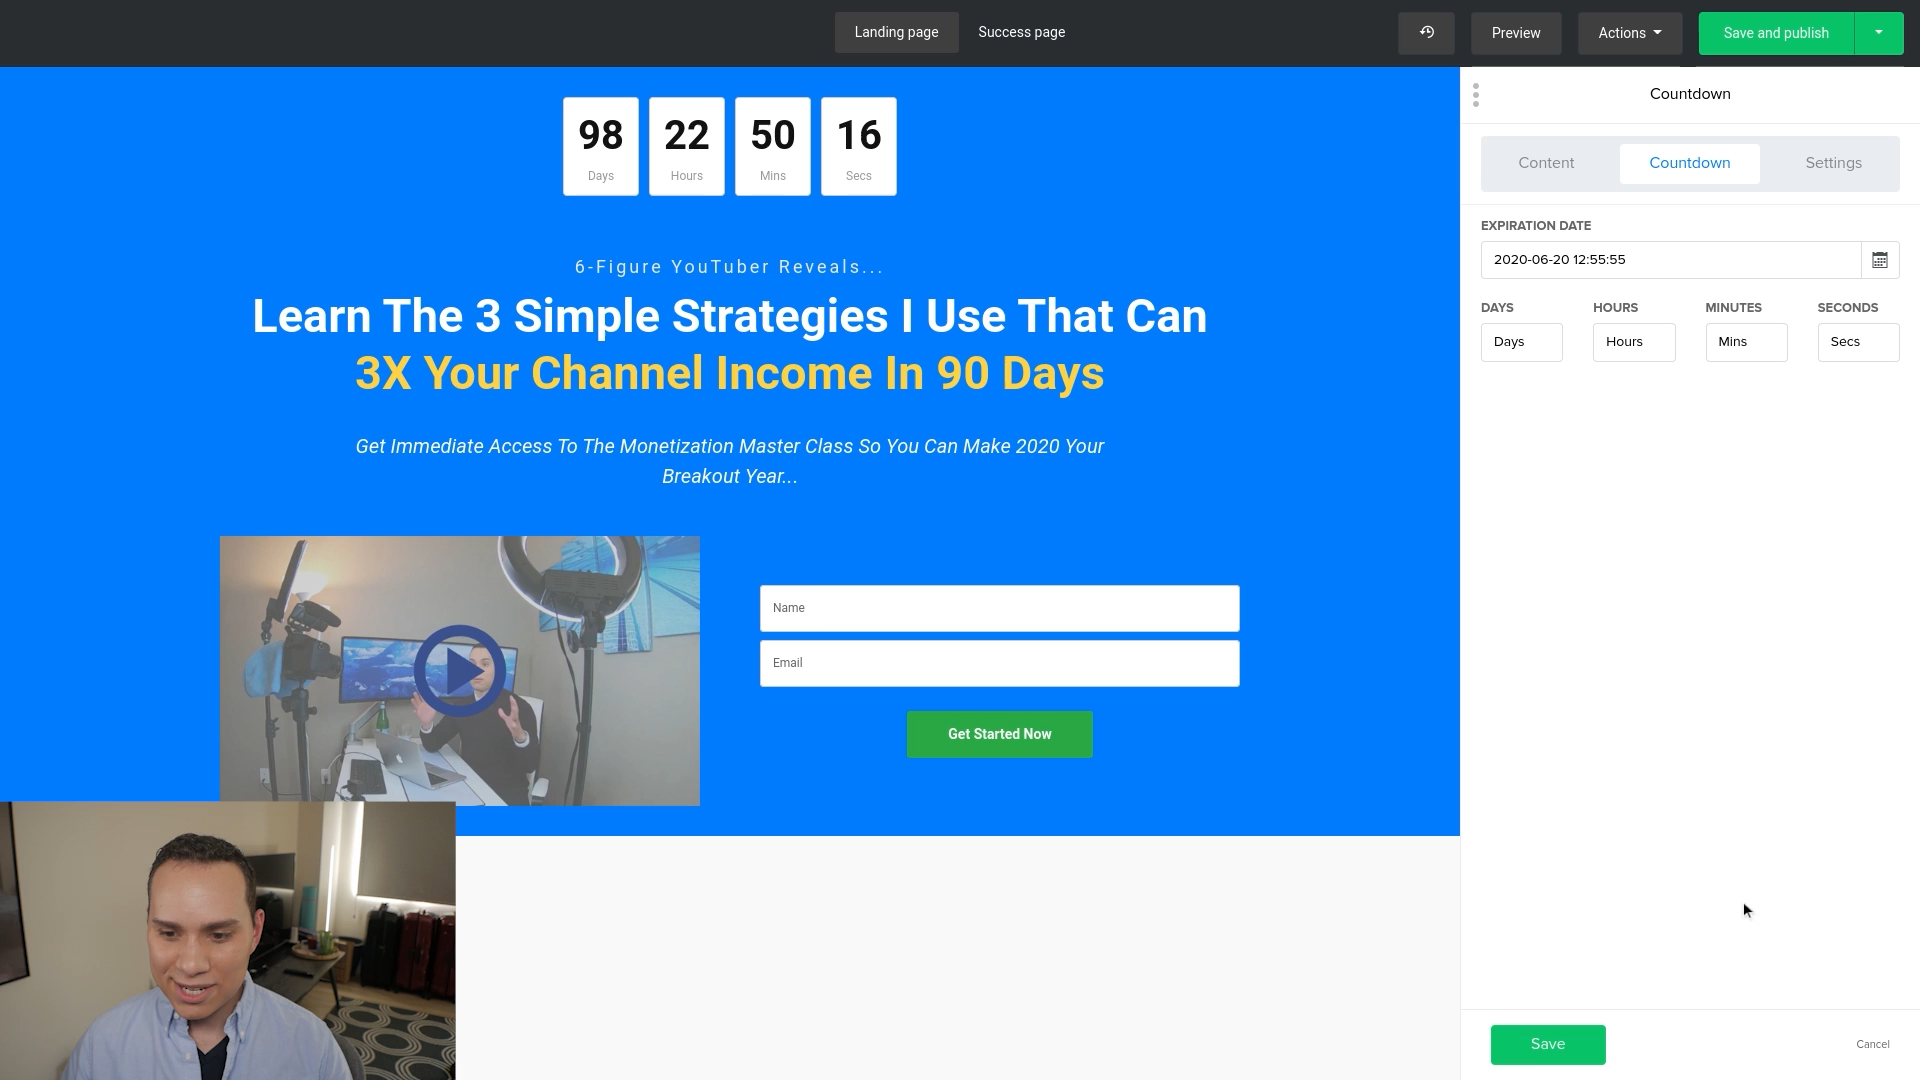 Landing page
Success page
Preview
Actions
Save and publish
98
22
50
16
Days
Hours
Mins
Secs
6-Figure YouTuber Reveals...
Learn The 3 Simple Strategies I Use That Can
3X Your Channel Income In 90 Days
Get Immediate Access To The Monetization Master Class So You Can Make 2020 Your
Breakout Year...
Name
Email
Get Started Now
Countdown
Content
Countdown
Settings
EXPIRATION DATE
2020-06-20 12:55:55
DAYS
HOURS
MINUTES
SECONDS
Days
Hours
Mins
Secs
Save
Cancel